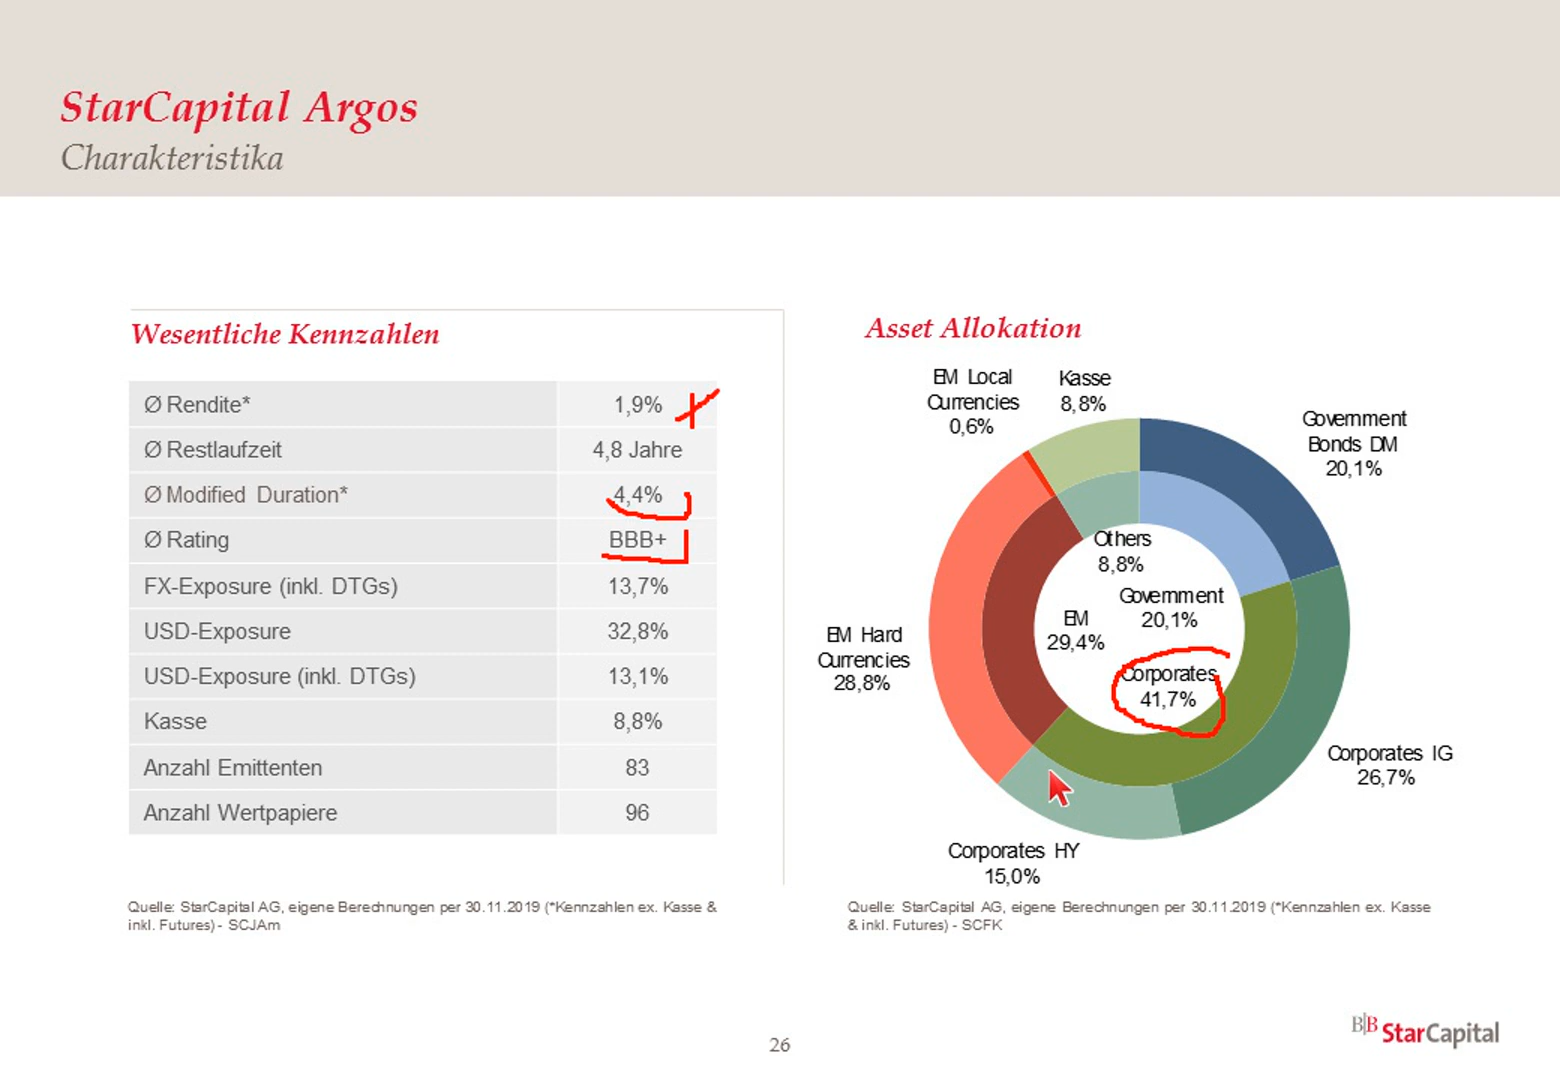 StarCapital Argos
Charakteristika
Wesentliche Kennzahlen
Ø Rendite* 1,9%
Ø Restlaufzeit 4,8 Jahre
Ø Modified Duration* 4,4%
Ø Rating BBB+
FX-Exposure (inkl. DTGs) 13,7%
USD-Exposure 32,8%
USD-Exposure (inkl. DTGs) 13,1%
Kasse 8,8%
Anzahl Emittenten 83
Anzahl Wertpapiere 96
Quelle: StarCapital AG, eigene Berechnungen per 30.11.2019 (*Kennzahlen ex. Kasse &
inkl. Futures) - SCJAm
Asset Allokation
EM Local
Currencies
0,6%
Kasse
8,8%
Government
Bonds DM
20,1%
Others
8,8%
Government
20,1%
EM
29,4%
Corporates
41,7%
EM Hard
Currencies
28,8%
Corporates IG
26,7%
Corporates HY
15,0%
Quelle: StarCapital AG, eigene Berechnungen per 30.11.2019 (*Kennzahlen ex. Kasse
& inkl. Futures) - SCFK
26
B|B StarCapital